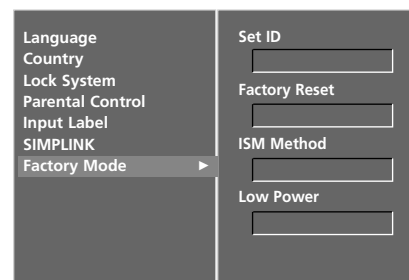 Language
Country
Lock System
Parental Control
Input Label
SIMPLINK
Factory Mode ►
Set ID
Factory Reset
ISM Method
Low Power